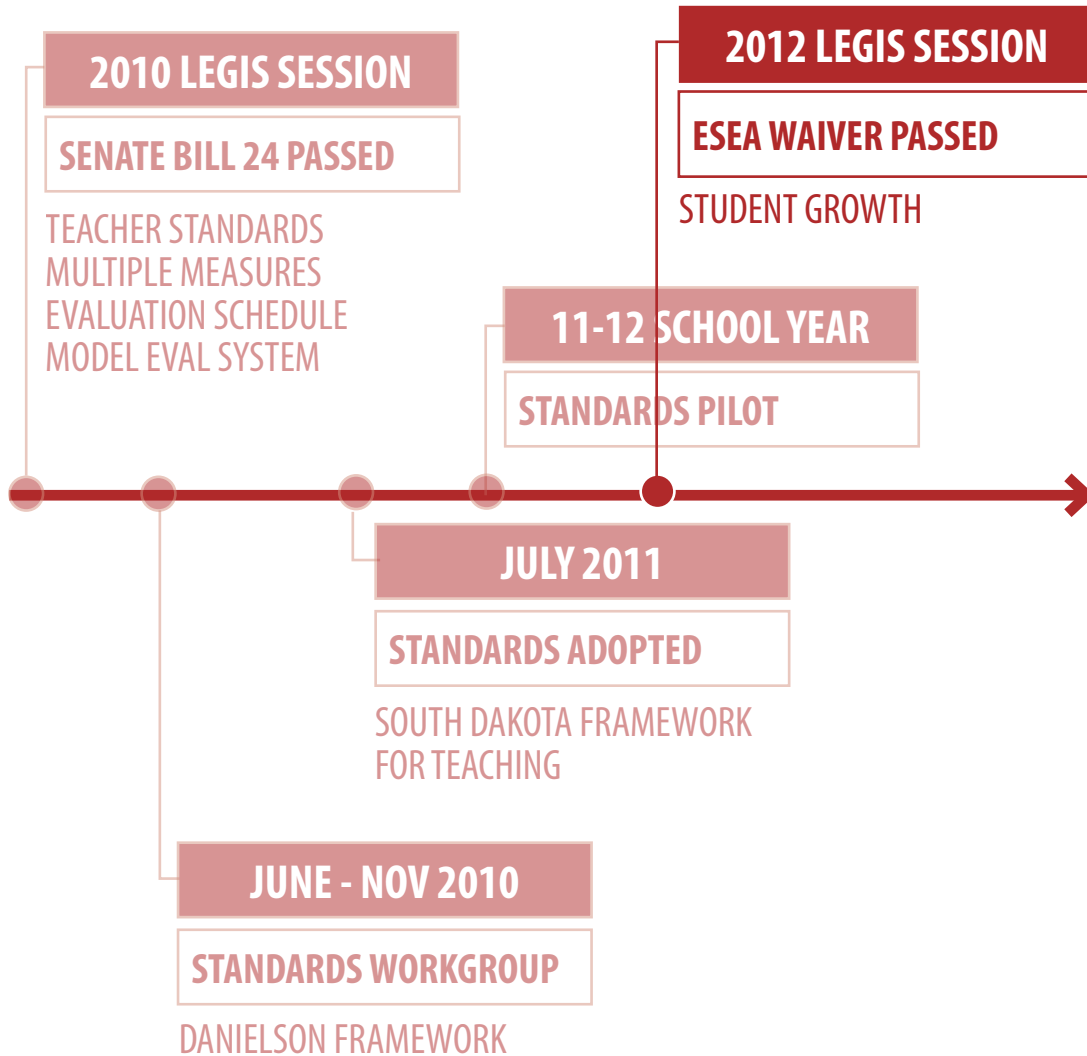 2010 LEGIS SESSION
SENATE BILL 24 PASSED
TEACHER STANDARDS
MULTIPLE MEASURES
EVALUATION SCHEDULE
MODEL EVAL SYSTEM
2012 LEGIS SESSION
ESEA WAIVER PASSED
STUDENT GROWTH
11-12 SCHOOL YEAR
STANDARDS PILOT
JULY 2011
STANDARDS ADOPTED
SOUTH DAKOTA FRAMEWORK
FOR TEACHING
JUNE - NOV 2010
STANDARDS WORKGROUP
DANIELSON FRAMEWORK